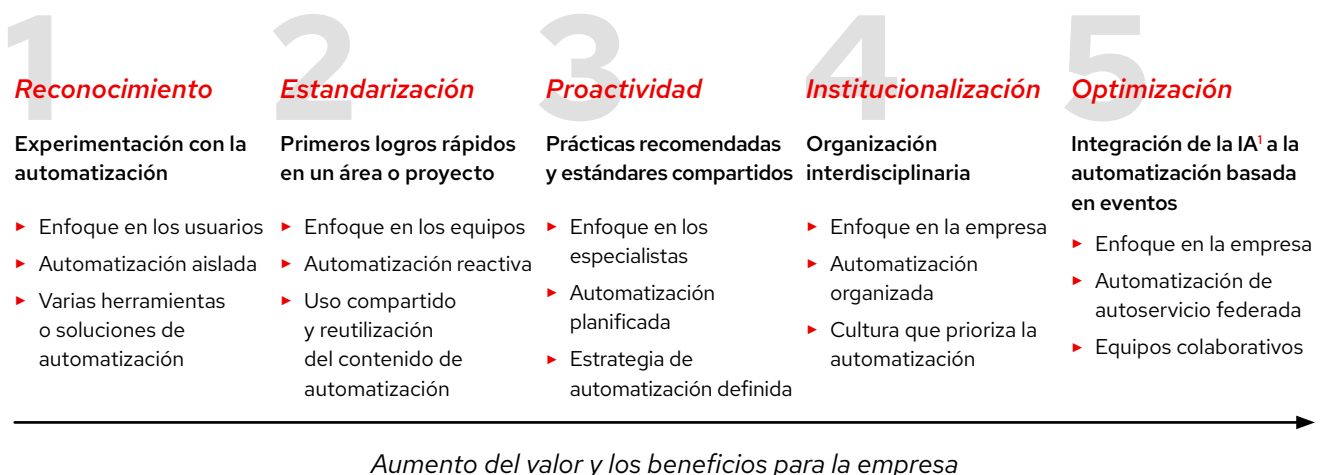 1
Reconocimiento
Experimentación con la
automatización
► Enfoque en los usuarios
► Automatización aislada
► Varias herramientas
o soluciones de
automatización
2
Estandarización
Primeros logros rápidos
en un área o proyecto
► Enfoque en los equipos
► Automatización reactiva
► Uso compartido
y reutilización
del contenido de
automatización
3
Proactividad
Prácticas recomendadas
y estándares compartidos
► Enfoque en los
especialistas
► Automatización
planificada
► Estrategia de
automatización definida
4
Institucionalización
Organización
interdisciplinaria
► Enfoque en la empresa
► Automatización
organizada
► Cultura que prioriza la
automatización
5
Optimización
Integración de la IA¹ a la
automatización basada
en eventos
► Enfoque en la empresa
► Automatización de
autoservicio federada
► Equipos colaborativos
Aumento del valor y los beneficios para la empresa